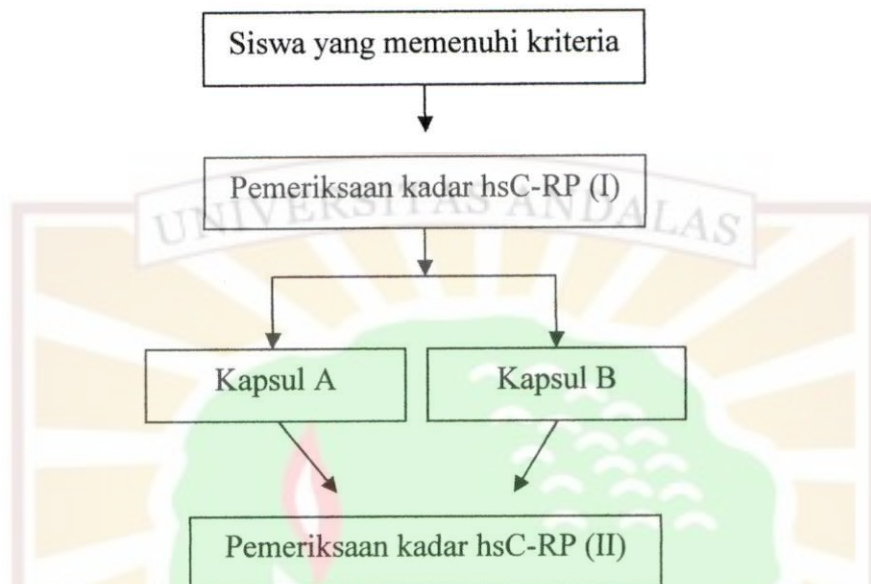 Siswa yang memenuhi kriteria
Pemeriksaan kadar hsC-RP (I)
UNIVERSITAS ANDALAS
Kapsul A
Kapsul B
Pemeriksaan kadar hsC-RP (II)